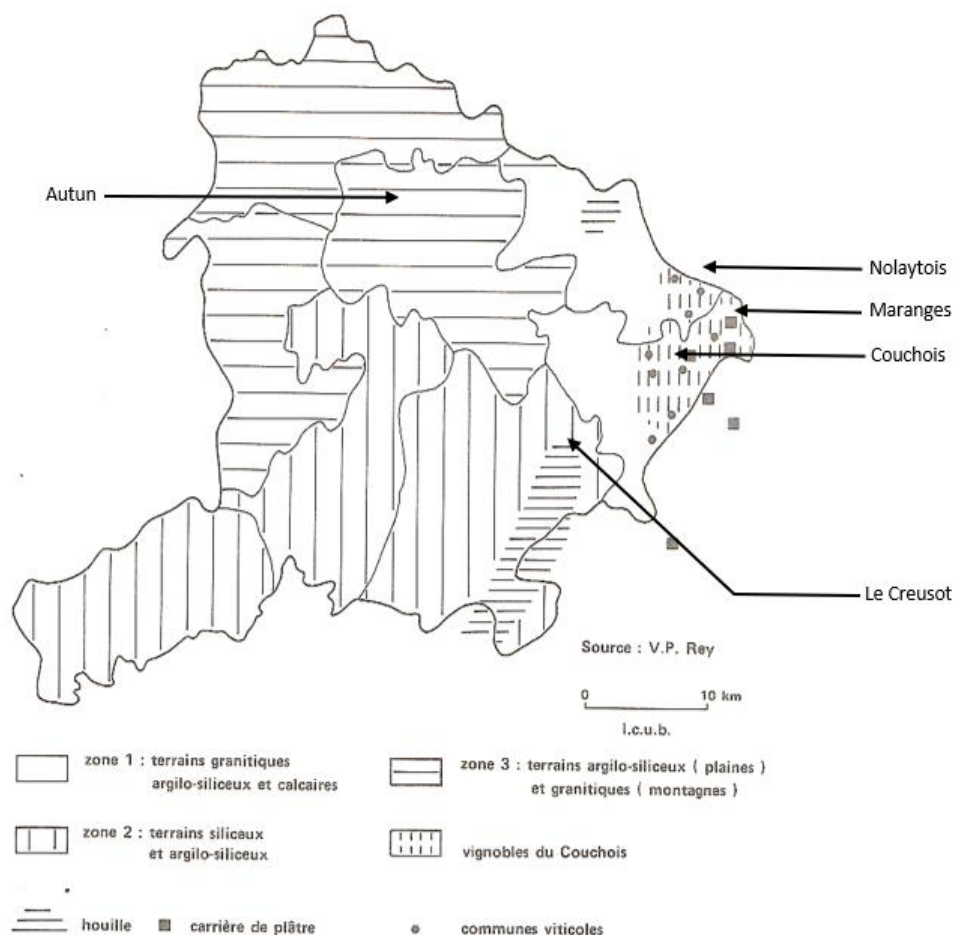 Autun
Nolaytois
Maranges
Couchois
Le Creusot
Source : V.P. Rey
0 10 km
l.c.u.b.
zone 1 : terrains granitiques
argilo-siliceux et calcaires
zone 3 : terrains argilo-siliceux ( plaines )
et granitiques ( montagnes )
zone 2 : terrains siliceux
et argilo-siliceux
vignobles du Couchois
houille
carrière de plâtre
communes viticoles